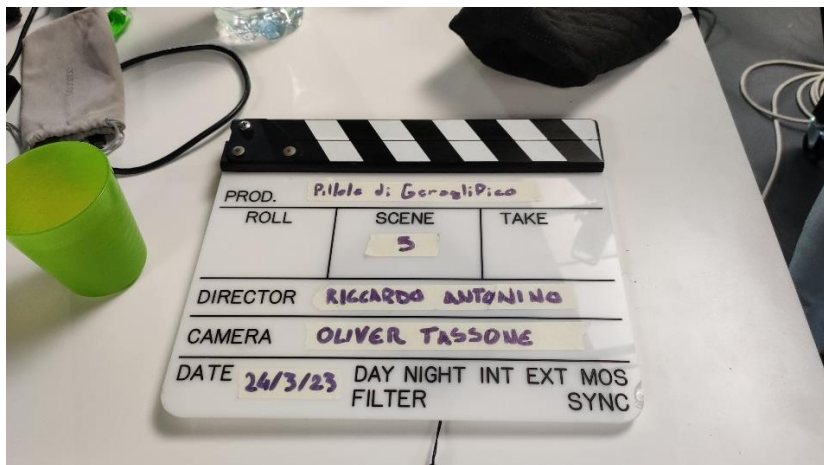 PROD. Pillole di Geroglifico
ROLL SCENE TAKE
5
DIRECTOR RICCARDO ANTONINO
CAMERA OLIVER TASSONE
DATE 24/3/23 DAY NIGHT INT EXT MOS
FILTER SYNC